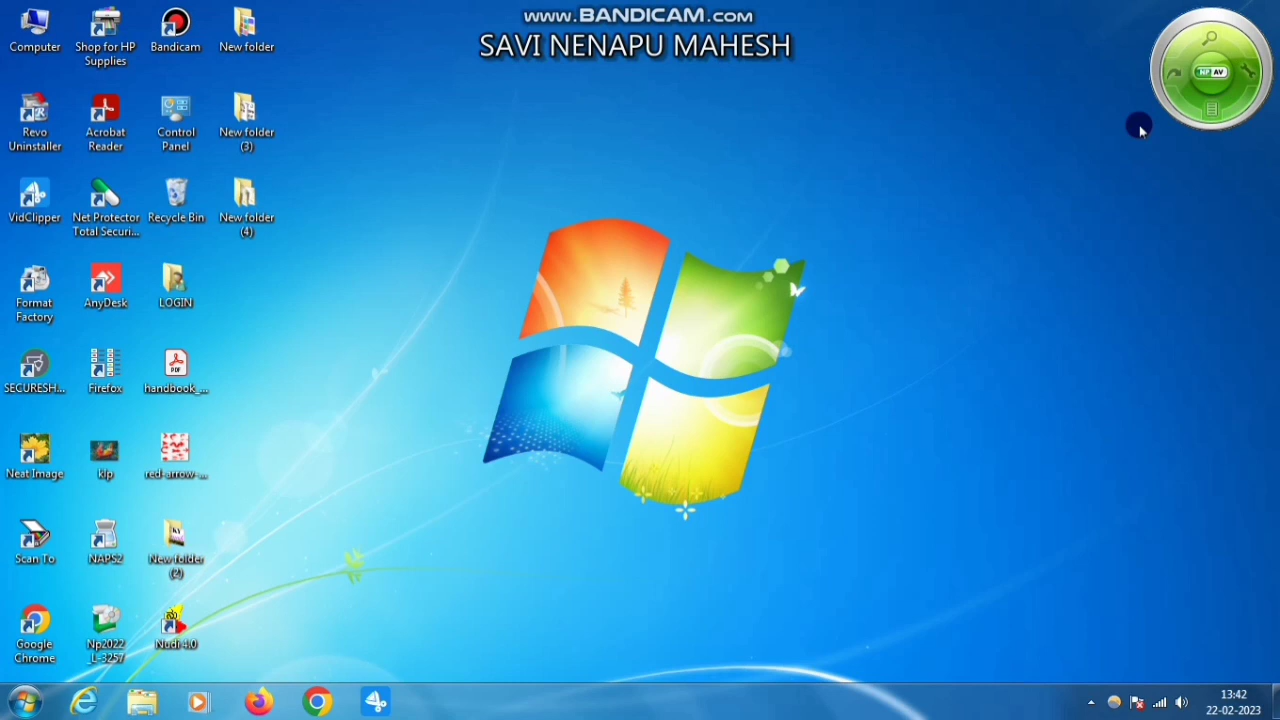 www.BANDICAM.com
SAVI NENAPU MAHESH
Computer
Shop for HP
Supplies
Bandicam
New folder
Revo
Uninstaller
Acrobat
Reader
Control
Panel
New folder
(3)
VidClipper
Net Protector
Total Securi...
Recycle Bin
New folder
(4)
Format
Factory
AnyDesk
LOGIN
SECURESH...
Firefox
handbook_...
Neat Image
klp
red-arrow-...
Scan To
NAPS2
New folder
(2)
Google
Chrome
Np2022
_L-3257
Nudi 4.0
NP AV
PDF
13:42
22-02-2023